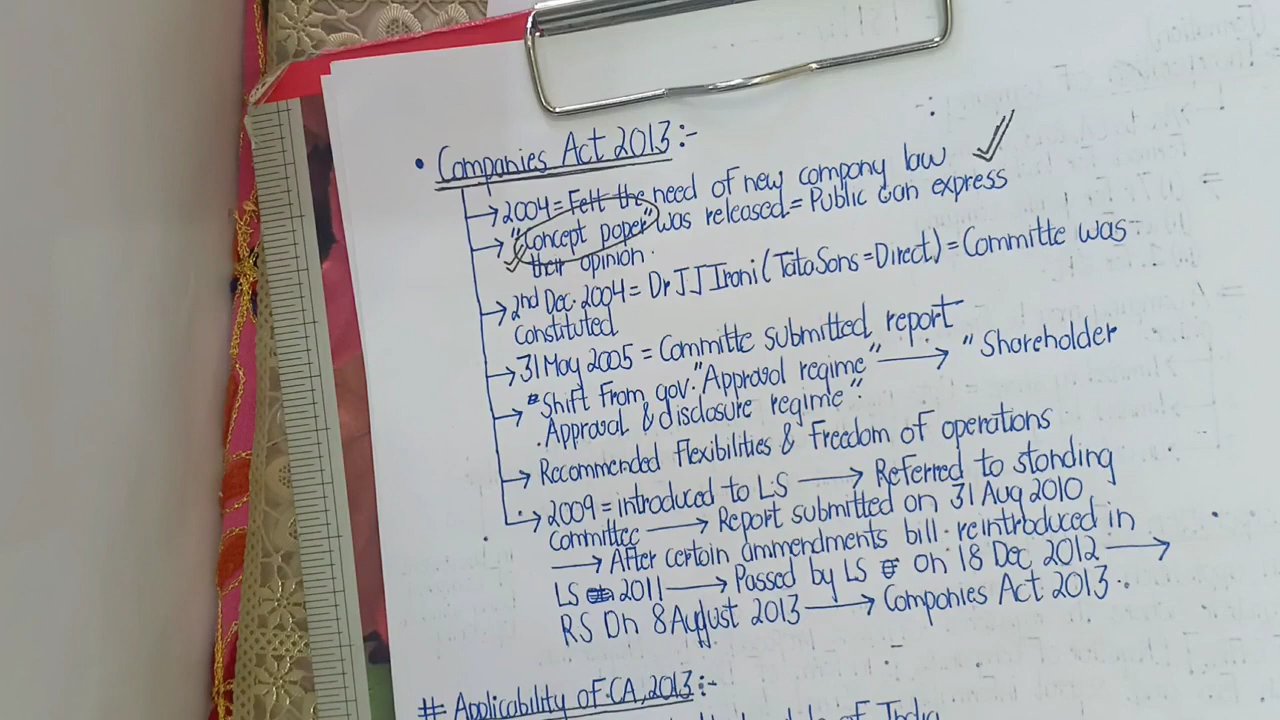 • Companies Act 2013:-
→ 2004 = Felt the need of new company law
→ "Concept paper" was released = Public can express
their opinion.
→ 2nd Dec. 2004 = Dr JJ Irani (Tata Sons = Direct) = Committe was
Constituted
→ 31 May 2005 = Committe submitted report
→ "Shift from gov. "Approval regime" → "Shareholder
Approval & disclosure regime".
→ Recommended flexibilities & Freedom of operations
→ 2009 = introduced to LS → Referred to standing
committee → Report submitted on 31 Aug 2010
→ After certain ammendments bill reintroduced in
LS 2011 → Passed by LS on 18 Dec 2012 →
RS On 8 August 2013 → Companies Act 2013.
# Applicability of CA, 2013:-
of India